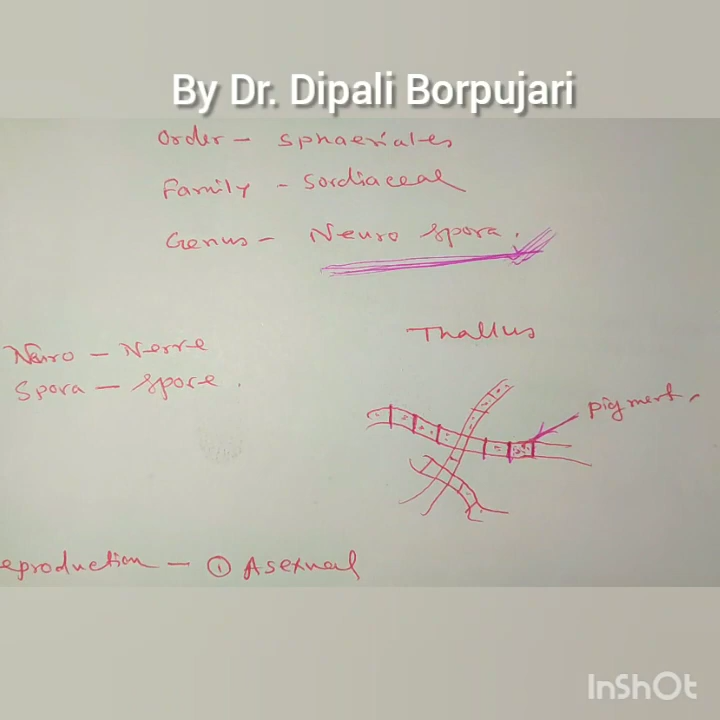 By Dr. Dipali Borpujari
Order - Sphaeriales
Family - Sordiaceae
Genus - Neuro spora.
Thallus
Neuro - Nerve
Spora - spore.
pigment.
eproduction - ① Asexual
InShOt